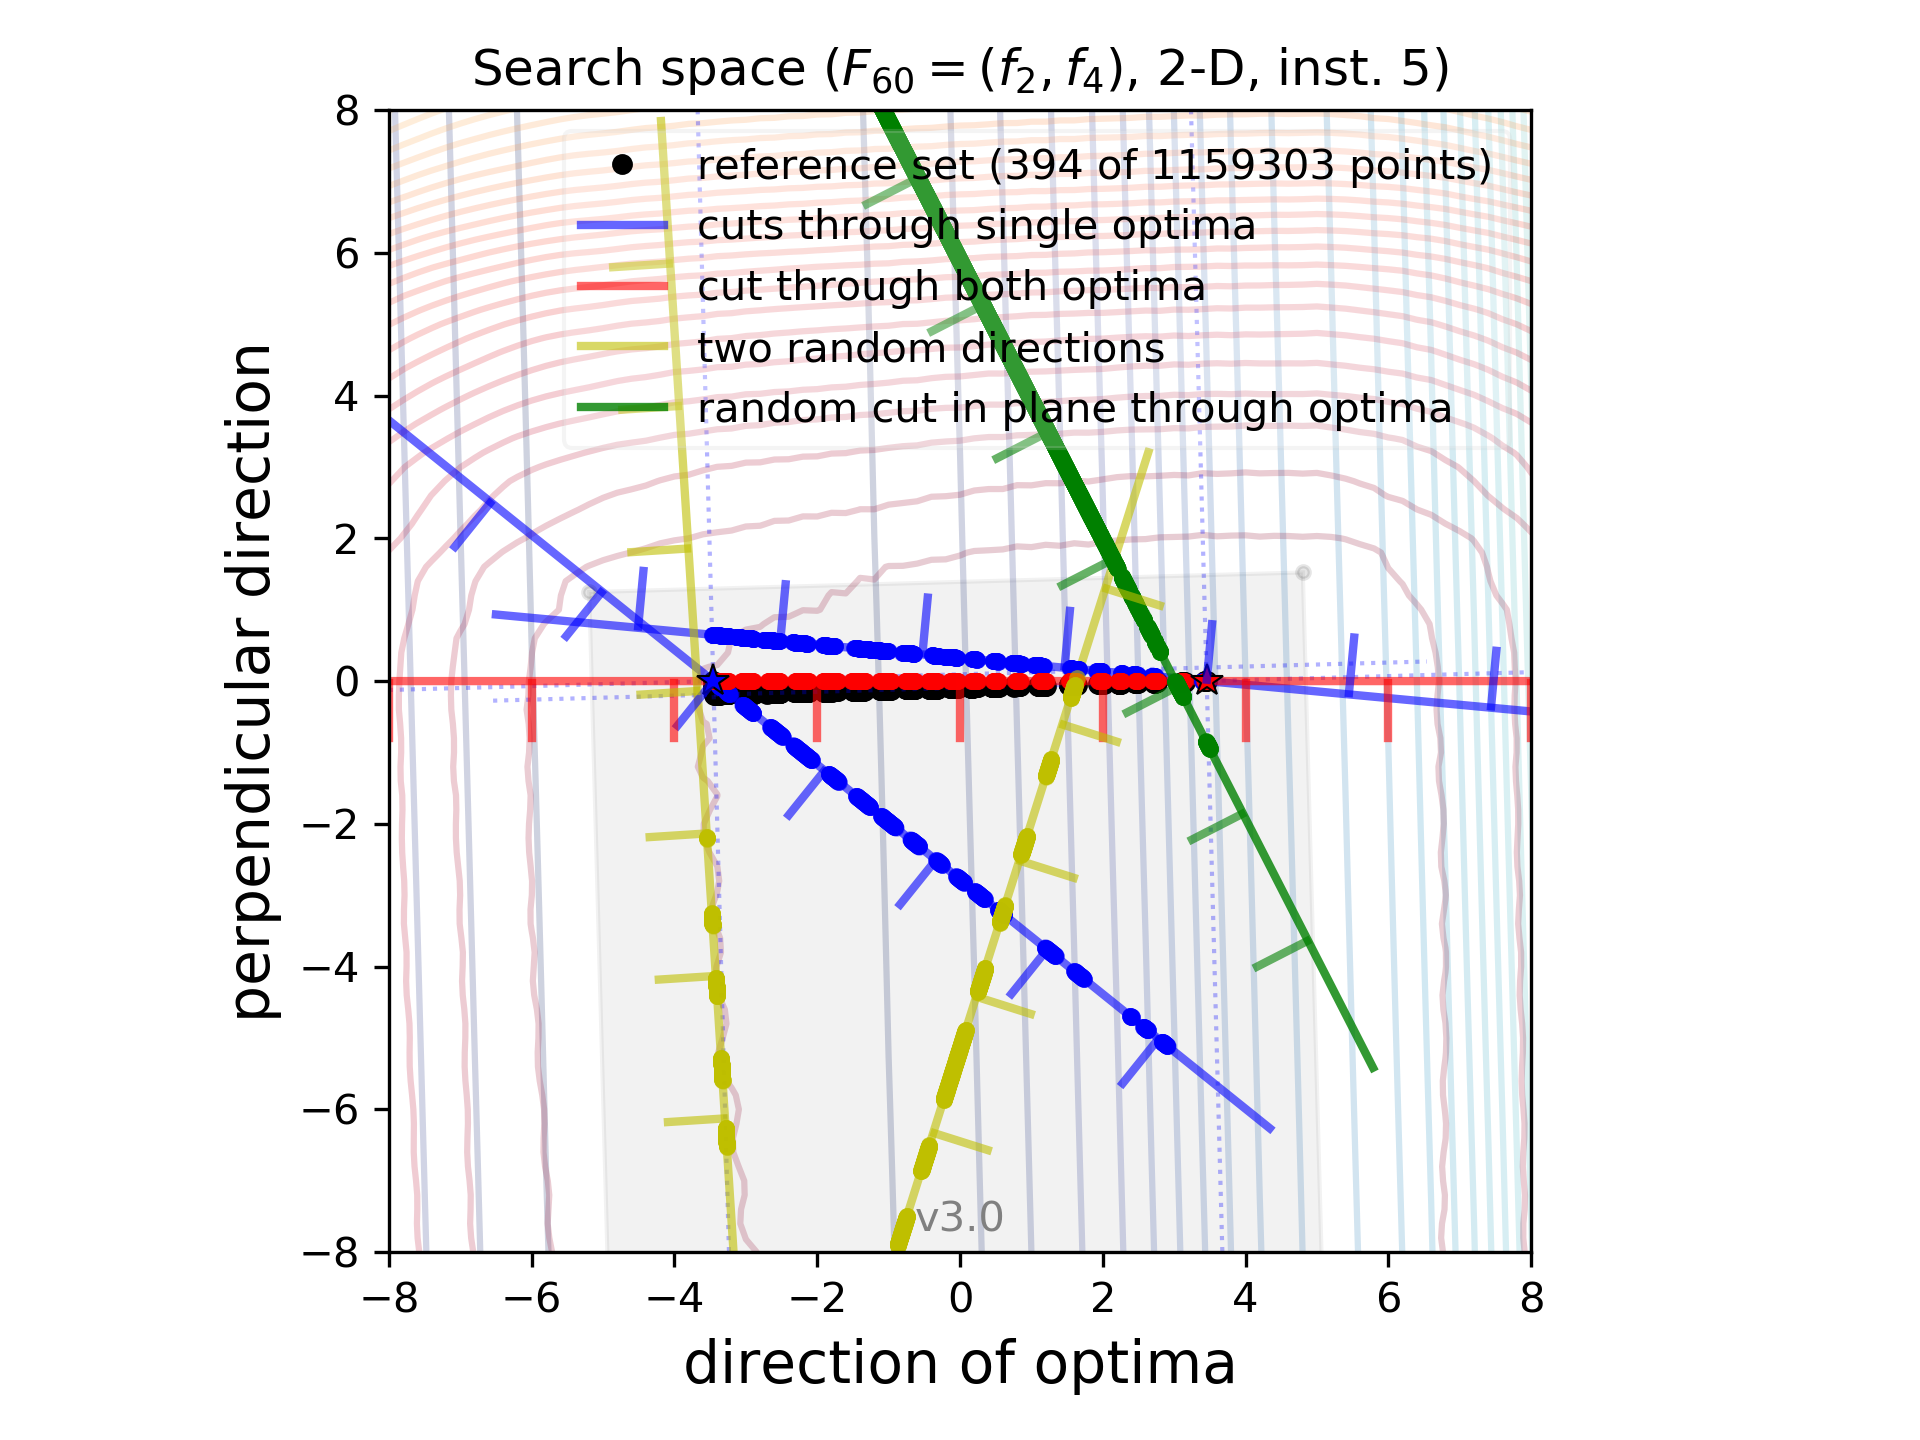 Search space (F60 = (f2, f4), 2-D, inst. 5)
reference set (394 of 1159303 points)
cuts through single optima
cut through both optima
two random directions
random cut in plane through optima
8
6
4
2
0
−2
−4
−6
−8
perpendicular direction
v3.0
−8 −6 −4 −2 0 2 4 6 8
direction of optima